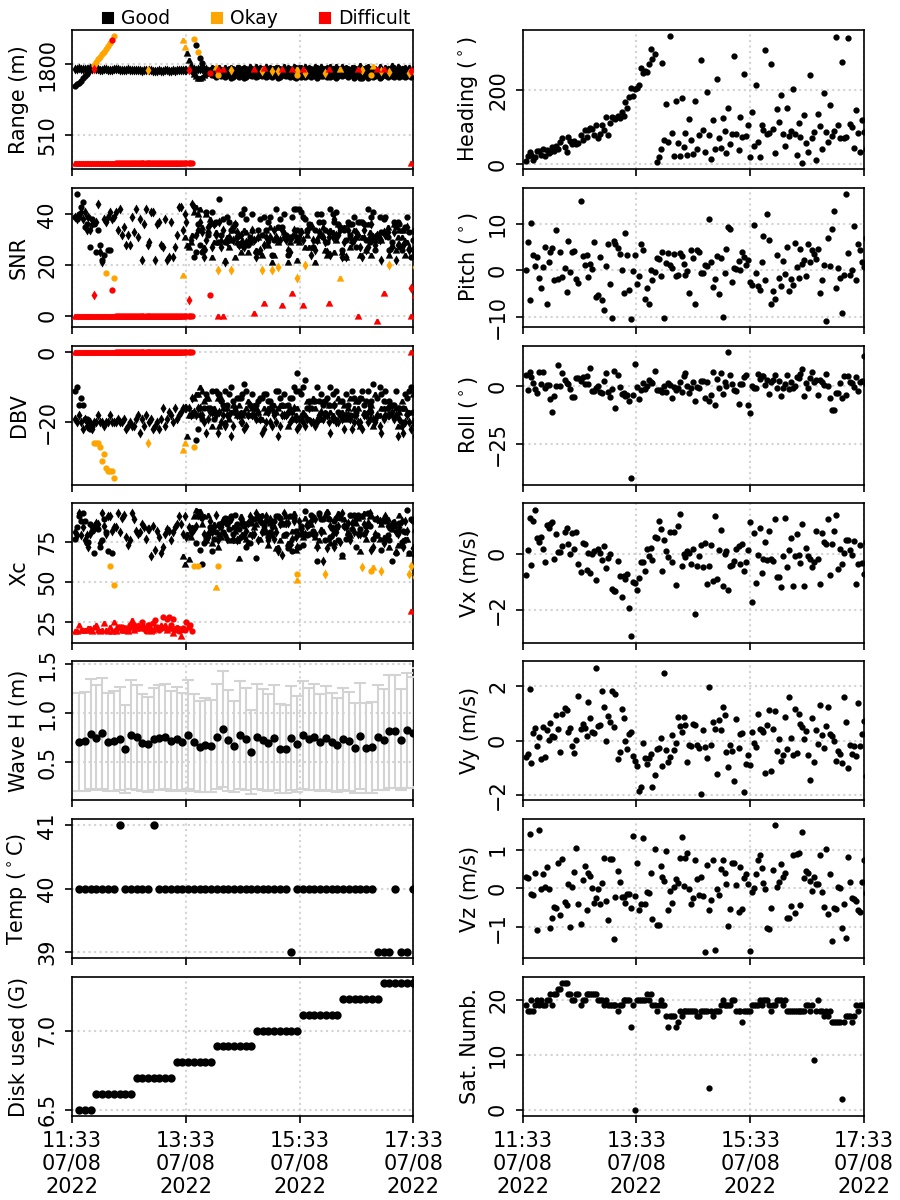 Good Okay Difficult
Range (m)
1800
510
Heading (°)
200
0
SNR
40
20
0
Pitch (°)
10
0
−10
DBV
0
−20
Roll (°)
0
−25
Xc
75
50
25
Vx (m/s)
0
−2
Wave H (m)
1.5
1.0
0.5
Vy (m/s)
2
0
−2
Temp (°C)
41
40
39
Vz (m/s)
1
0
−1
Disk used (G)
7.0
6.5
Sat. Numb.
20
10
0
11:33 13:33 15:33 17:33 11:33 13:33 15:33 17:33
07/08 07/08 07/08 07/08 07/08 07/08 07/08 07/08
2022 2022 2022 2022 2022 2022 2022 2022